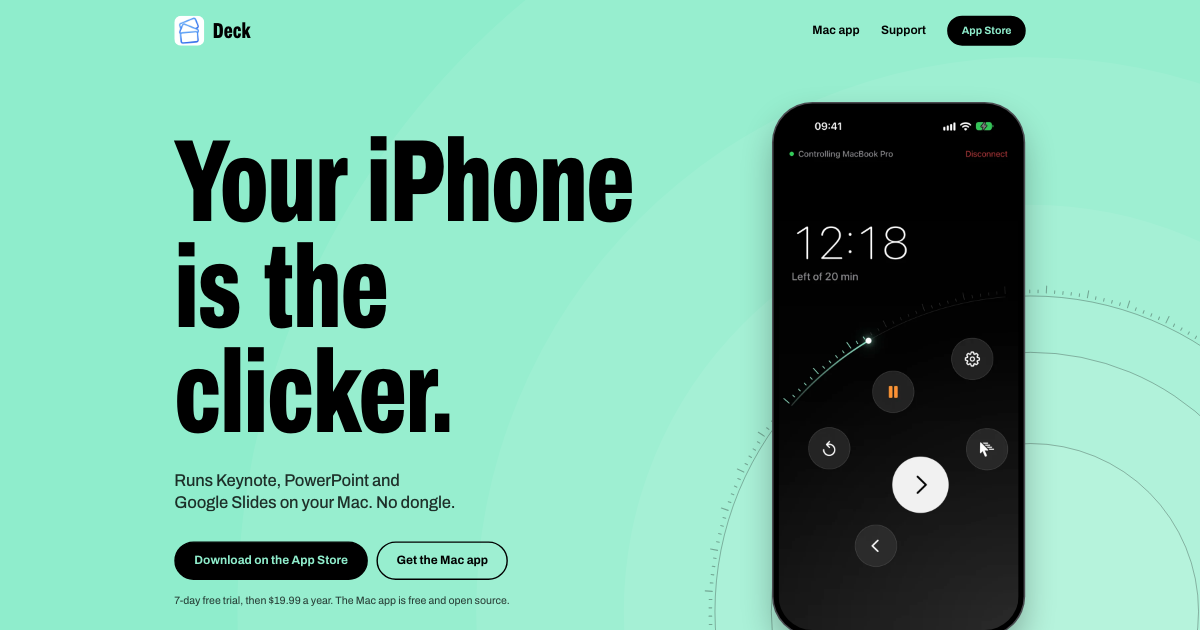 Deck
Mac app
Support
App Store
Your iPhone
is the
clicker.
Runs Keynote, PowerPoint and
Google Slides on your Mac. No dongle.
Download on the App Store
Get the Mac app
7-day free trial, then $19.99 a year. The Mac app is free and open source.
09:41
Controlling MacBook Pro
Disconnect
12:18
Left of 20 min